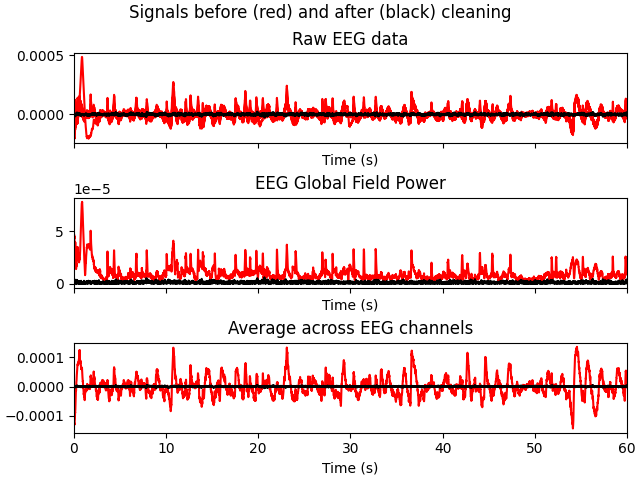 Signals before (red) and after (black) cleaning
Raw EEG data
0.0005
0.0000
Time (s)
EEG Global Field Power
1e−5
5
0
Time (s)
Average across EEG channels
0.0001
0.0000
−0.0001
0 10 20 30 40 50 60
Time (s)